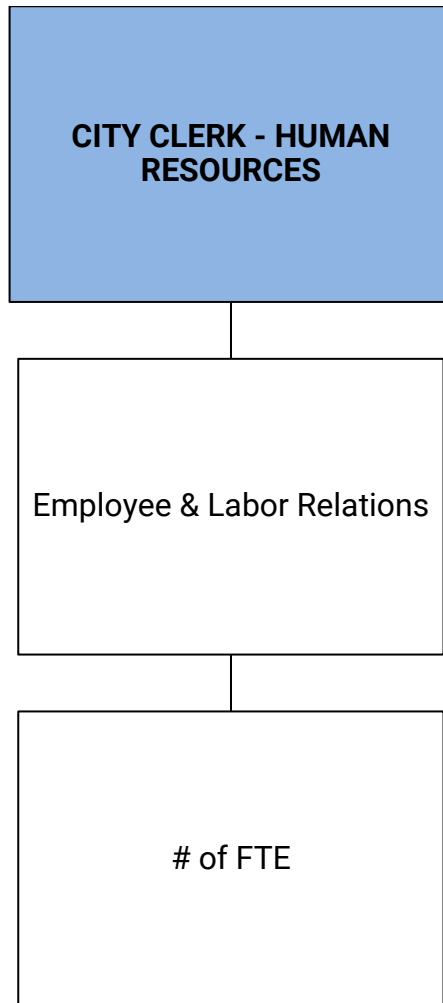 CITY CLERK - HUMAN
RESOURCES
Employee & Labor Relations
# of FTE